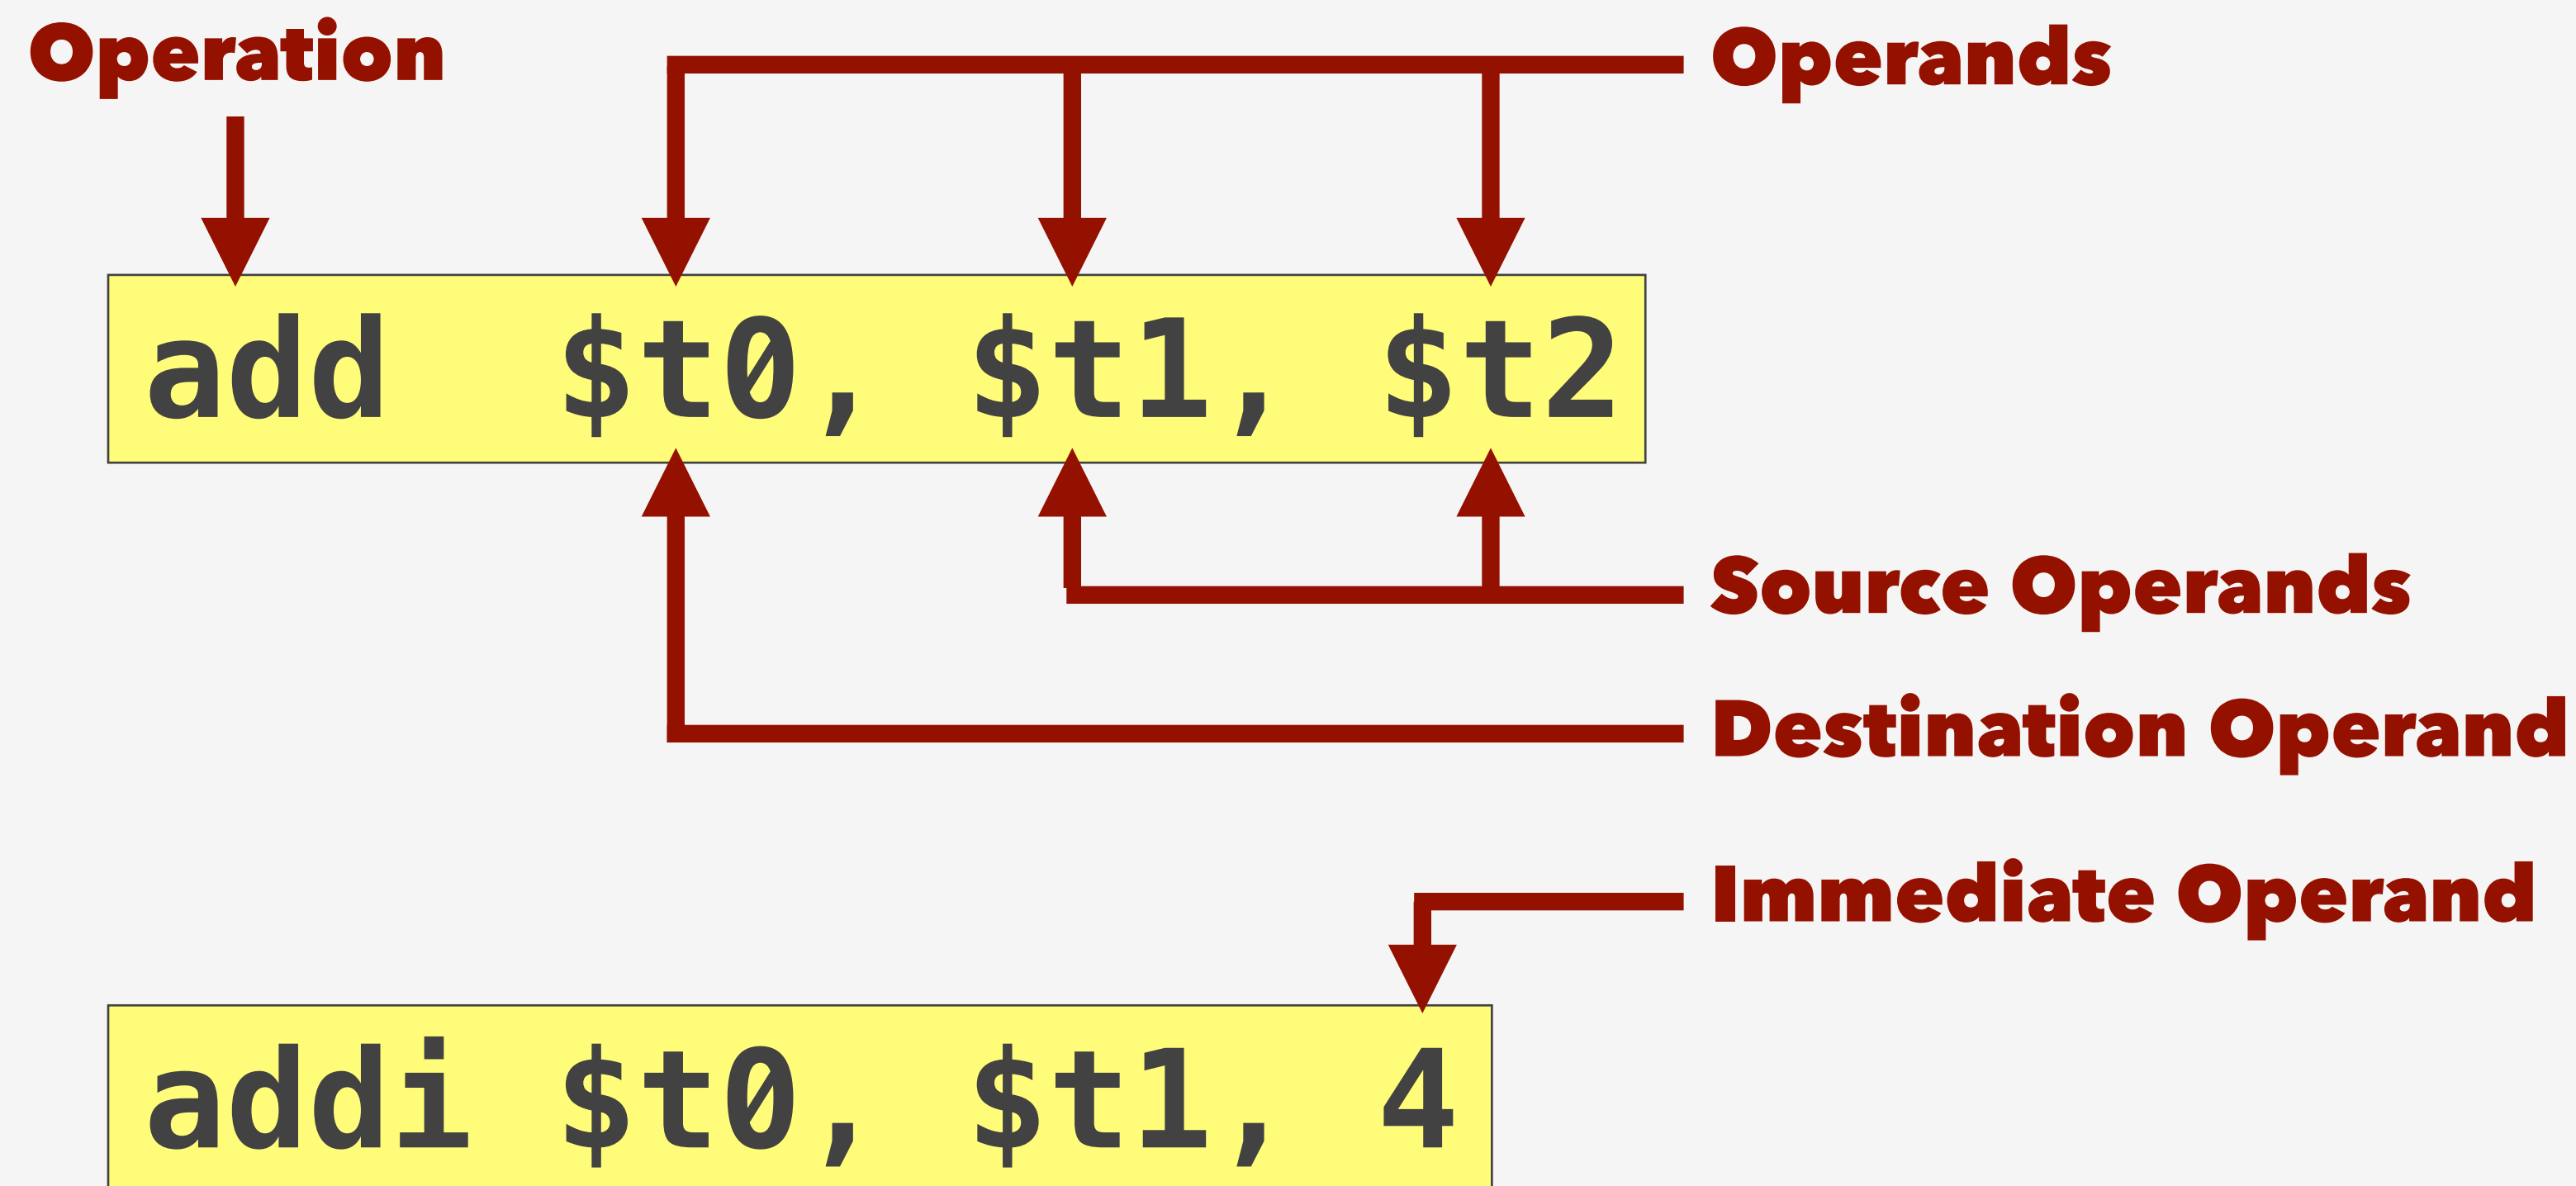 Operation
Operands
add  $t0, $t1, $t2
Source Operands
Destination Operand
Immediate Operand
addi $t0, $t1, 4